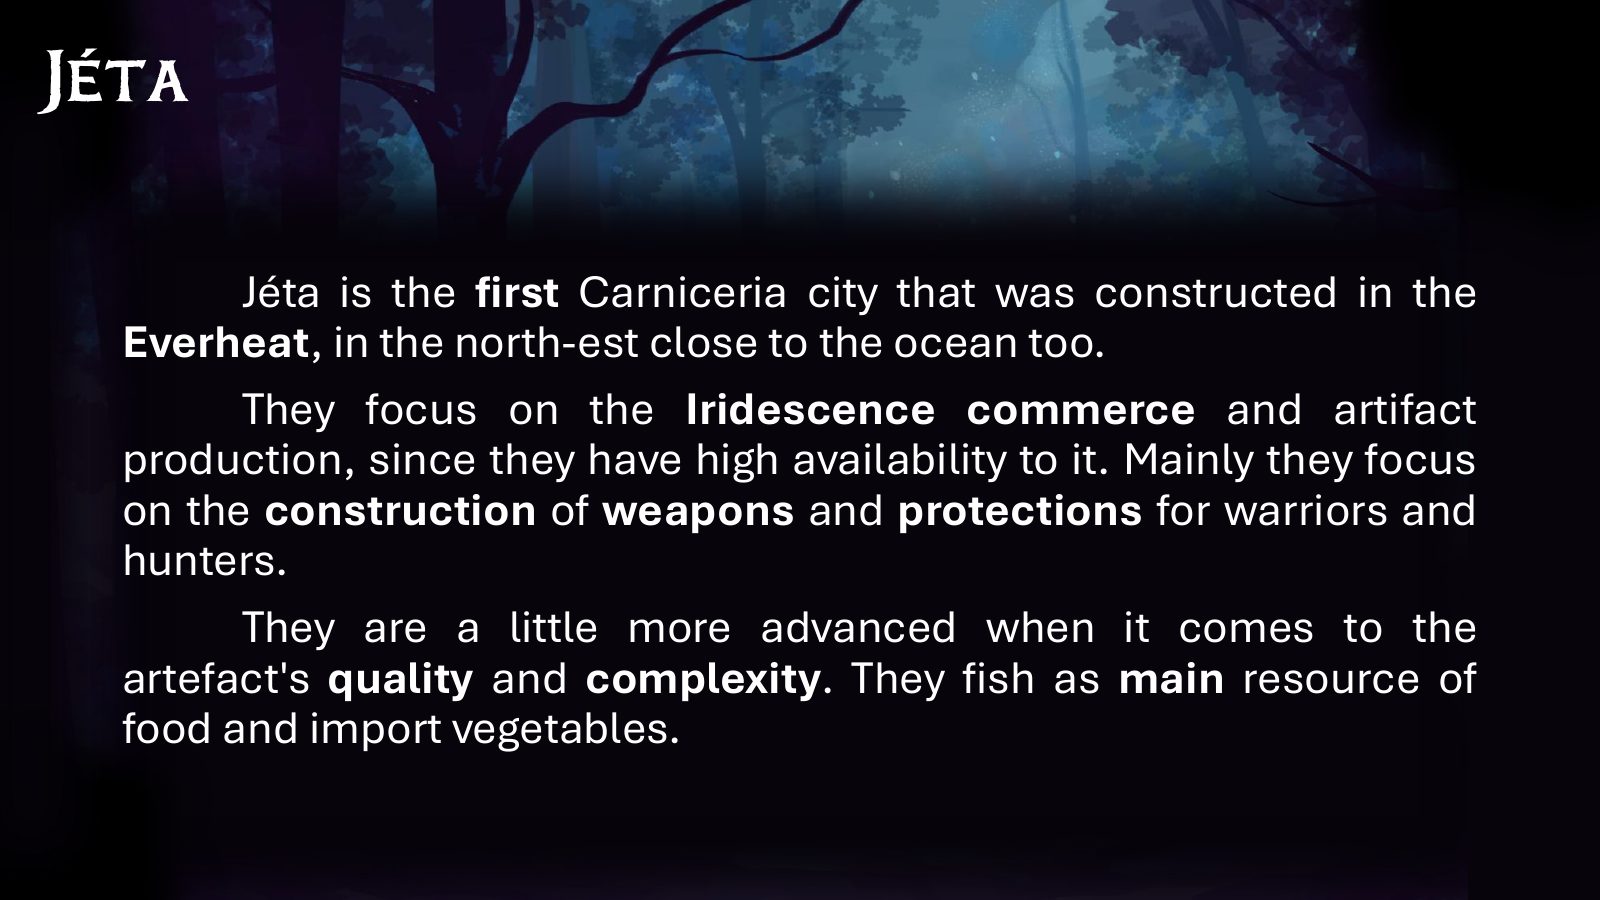 Jéta
Jéta is the first Carniceria city that was constructed in the
Everheat, in the north-est close to the ocean too.
They focus on the Iridescence commerce and artifact
production, since they have high availability to it. Mainly they focus
on the construction of weapons and protections for warriors and
hunters.
They are a little more advanced when it comes to the
artefact's quality and complexity. They fish as main resource of
food and import vegetables.